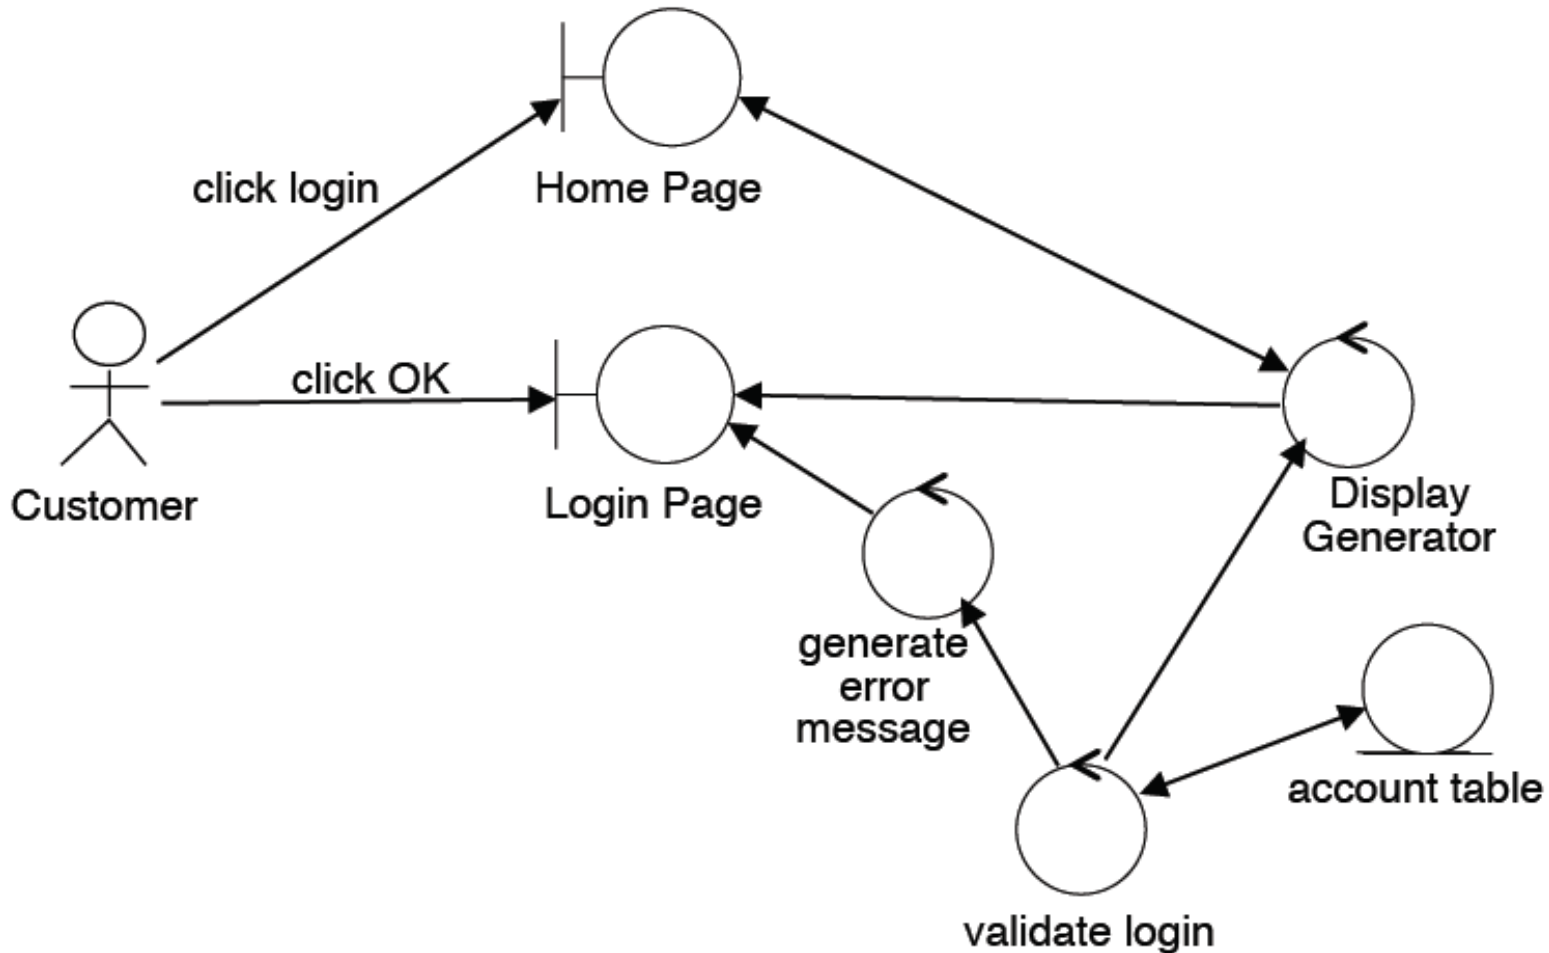 click login
Home Page
click OK
Customer
Login Page
Display
Generator
generate
error
message
account table
validate login